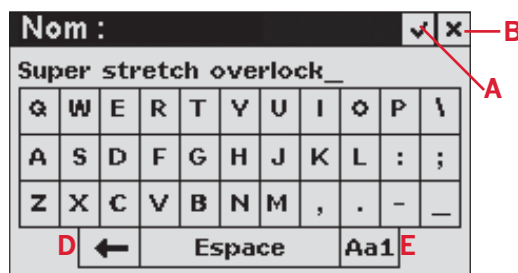 Nom : ✓ × B
A
Super stretch overlock_
Q W E R T Y U I O P \
A S D F G H J K L : ;
Z X C V B N M , . - _
D ← Espace Aa1 E